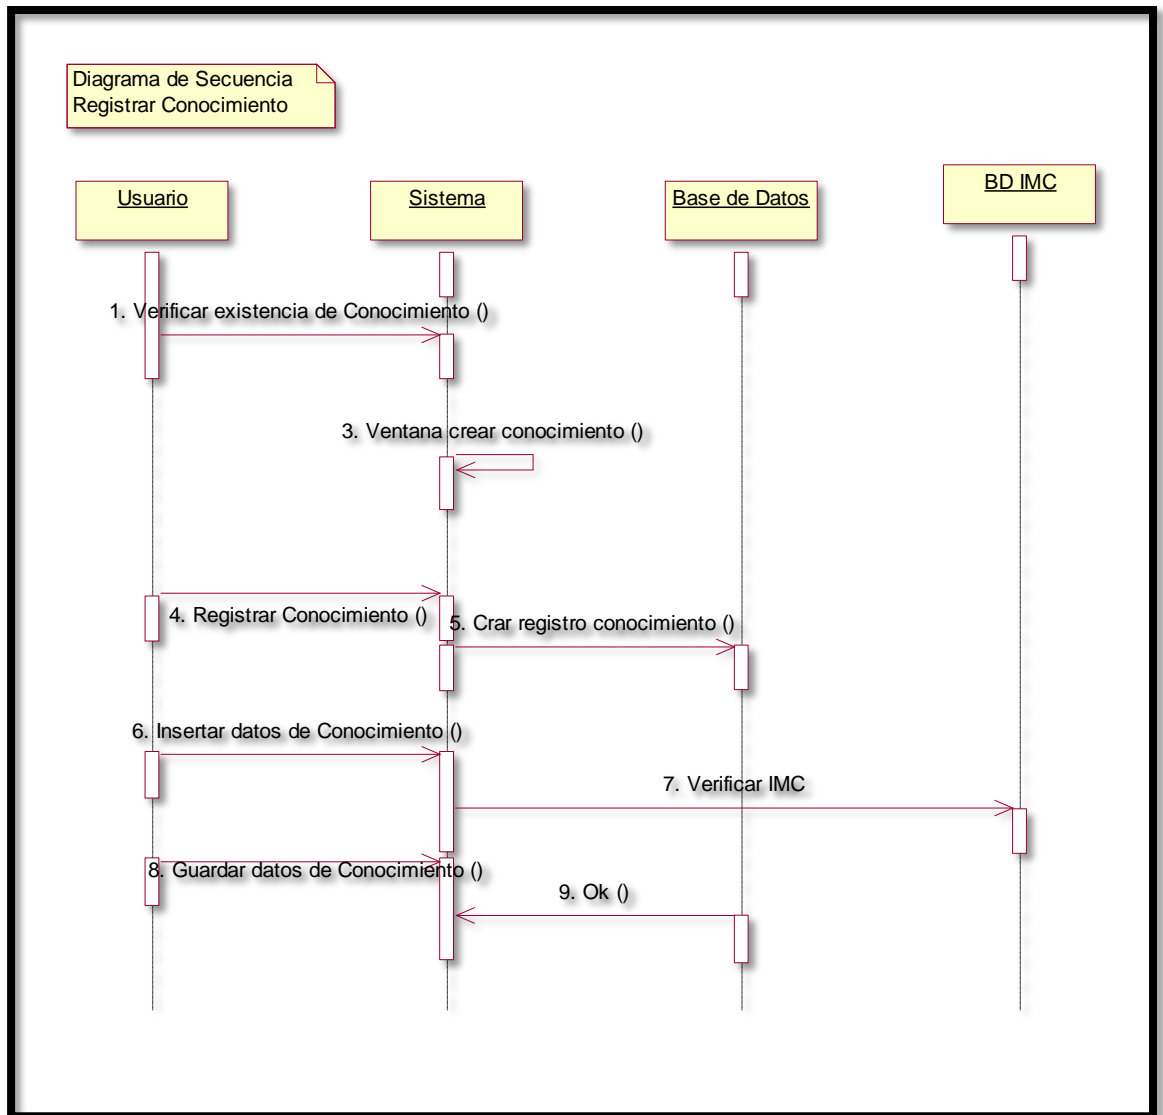 Diagrama de Secuencia
Registrar Conocimiento
Usuario
Sistema
Base de Datos
BD IMC
1. Verificar existencia de Conocimiento ()
3. Ventana crear conocimiento ()
4. Registrar Conocimiento ()
5. Crar registro conocimiento ()
6. Insertar datos de Conocimiento ()
7. Verificar IMC
8. Guardar datos de Conocimiento ()
9. Ok ()